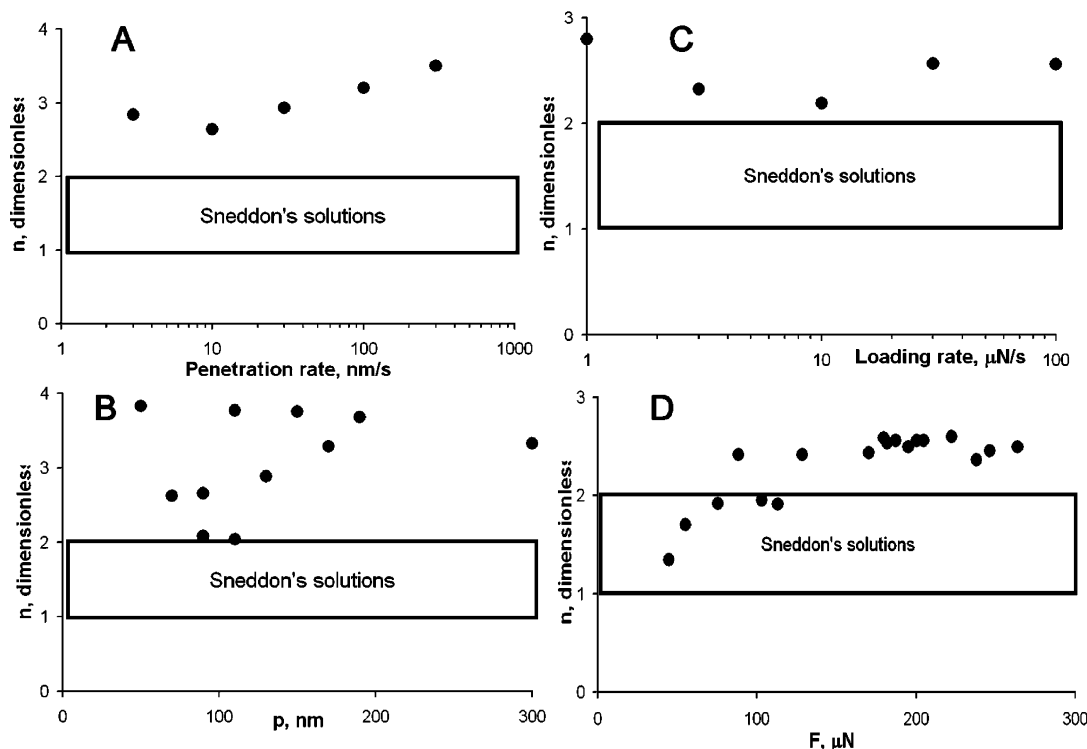 A
4
3
2
1
0
n, dimensionless
Sneddon's solutions
1
10
100
1000
Penetration rate, nm/s
C
3
2
1
0
n, dimensionless
Sneddon's solutions
1
10
100
Loading rate, μN/s
B
4
3
2
1
0
n, dimensionless
Sneddon's solutions
0
100
200
300
p, nm
D
3
2
1
0
n, dimensionless
Sneddon's solutions
0
100
200
300
F, μN